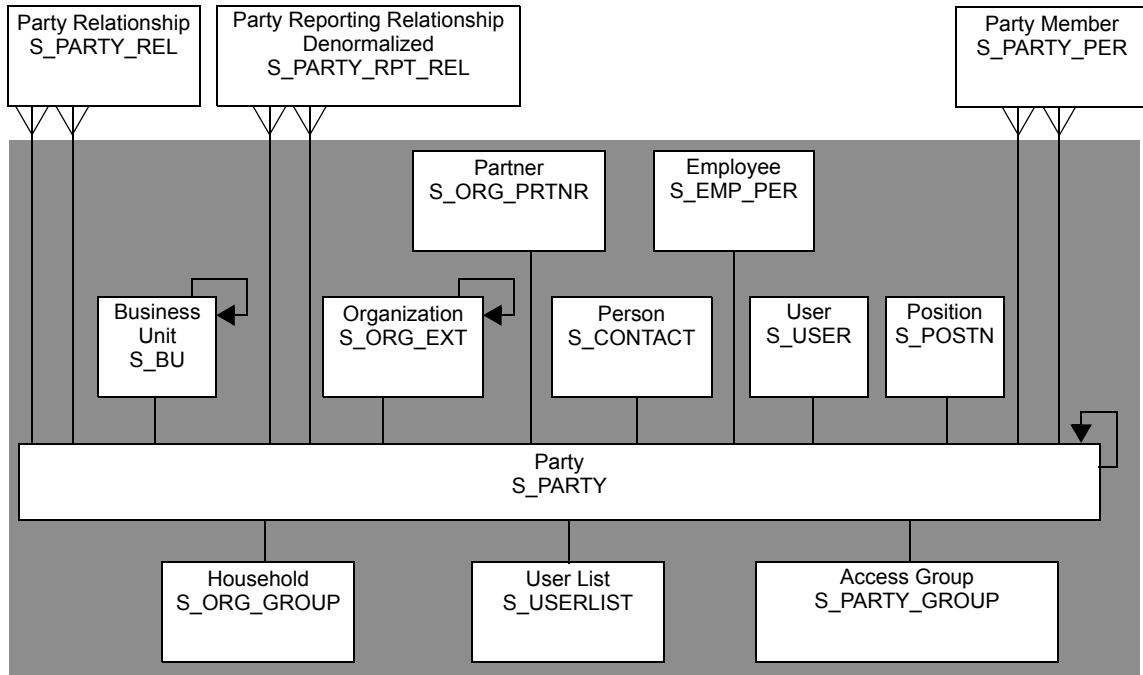 Party Relationship
S_PARTY_REL
Party Reporting Relationship
Denormalized
S_PARTY_RPT_REL
Party Member
S_PARTY_PER
Partner
S_ORG_PRTNR
Employee
S_EMP_PER
Business
Unit
S_BU
Organization
S_ORG_EXT
Person
S_CONTACT
User
S_USER
Position
S_POSTN
Party
S_PARTY
Household
S_ORG_GROUP
User List
S_USERLIST
Access Group
S_PARTY_GROUP